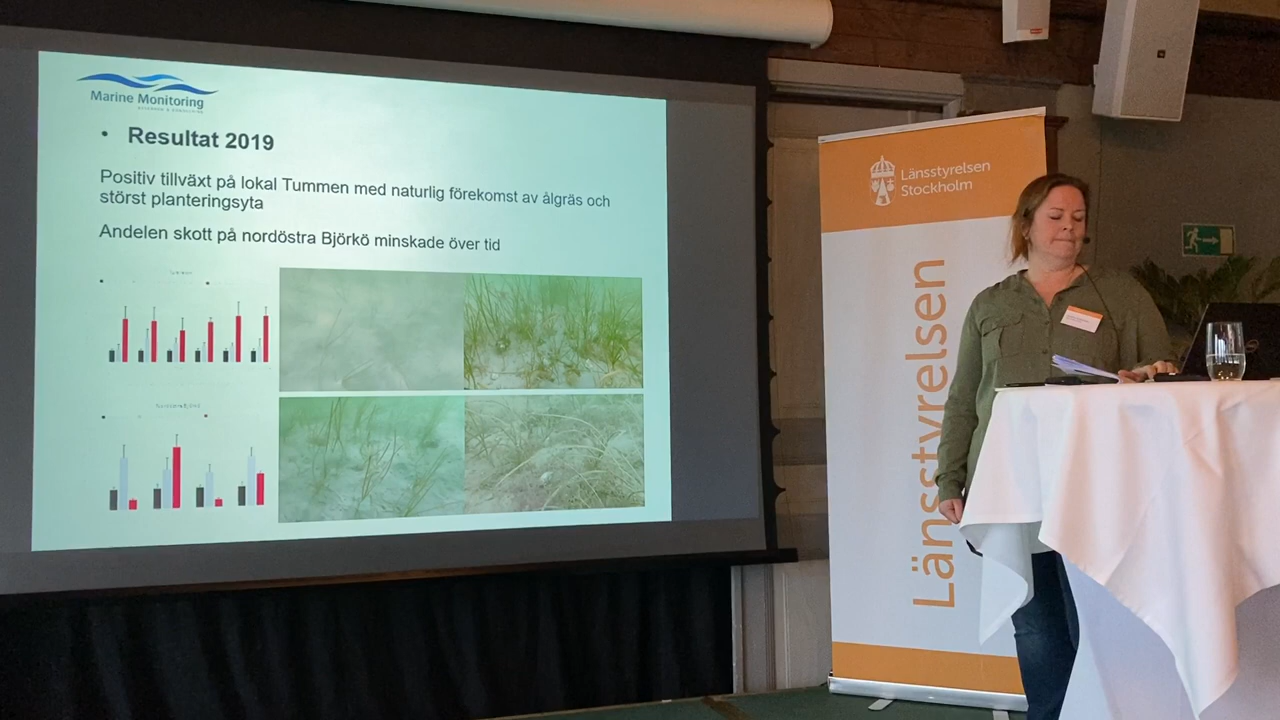 Marine Monitoring
• Resultat 2019
Positiv tillväxt på lokal Tummen med naturlig förekomst av ålgräs och
störst planteringsyta
Andelen skott på nordöstra Björkö minskade över tid
Länsstyrelsen
Stockholm
Länsstyrelsen